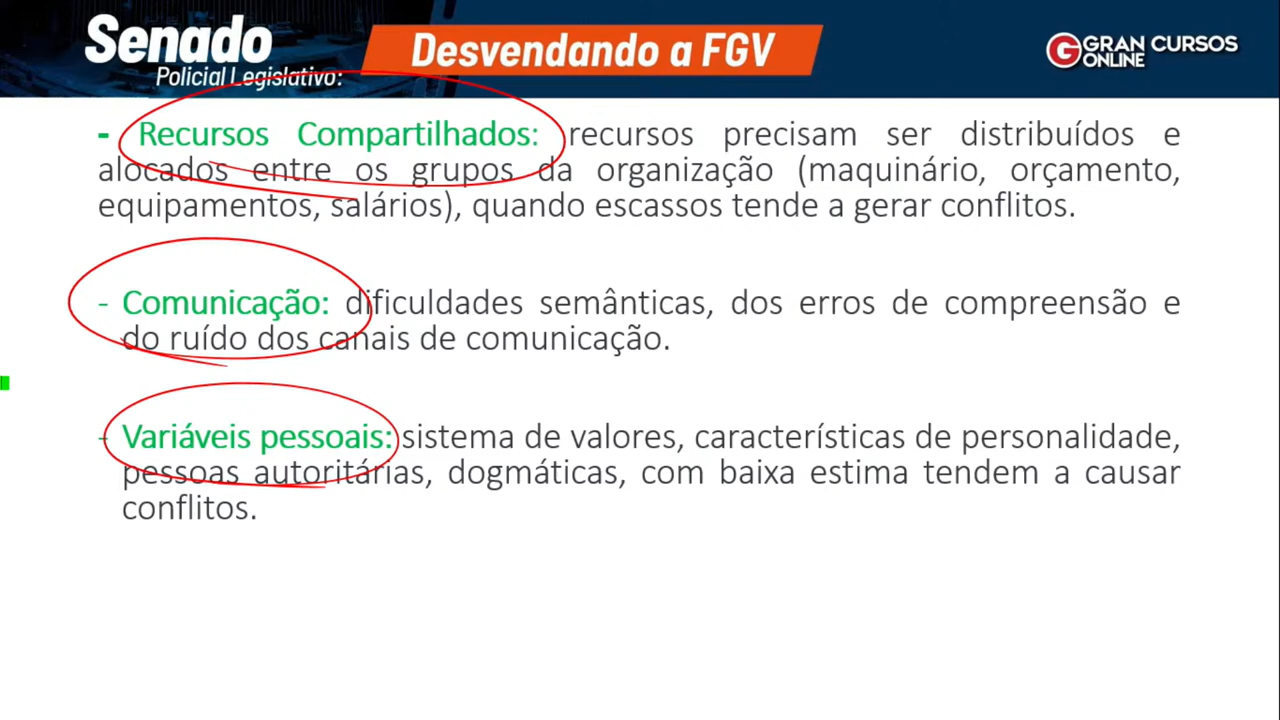 Senado
Policial Legislativo:
Desvendando a FGV
GRAN CURSOS
ONLINE
- Recursos Compartilhados: recursos precisam ser distribuídos e
alocados entre os grupos da organização (maquinário, orçamento,
equipamentos, salários), quando escassos tende a gerar conflitos.
- Comunicação: dificuldades semânticas, dos erros de compreensão e
do ruído dos canais de comunicação.
- Variáveis pessoais: sistema de valores, características de personalidade,
pessoas autoritárias, dogmáticas, com baixa estima tendem a causar
conflitos.